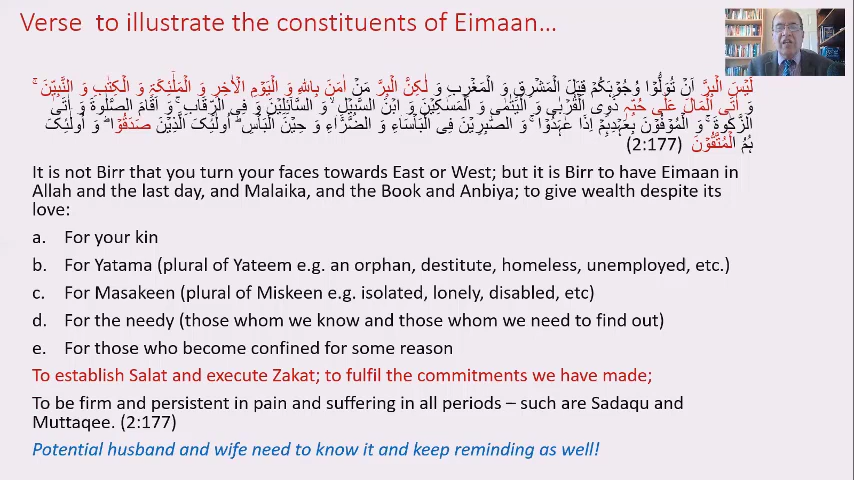 Verse  to illustrate the constituents of Eimaan…
لَيْسَ الْبِرَّ اَنْ تُوَلُّوْا وُجُوْهَكُمْ قِبَلَ الْمَشْرِقِ وَ الْمَغْرِبِ وَ لٰكِنَّ الْبِرَّ مَنْ اٰمَنَ بِاللّٰهِ وَ الْيَوْمِ الْاٰخِرِ وَ الْمَلٰٓئِكَةِ وَ الْكِتٰبِ وَ النَّبِيّٖنَ ۚ
وَ اٰتَى الْمَالَ عَلٰى حُبِّهٖ ذَوِى الْقُرْبٰى وَ الْيَتٰمٰى وَ الْمَسٰكِيْنَ وَ ابْنَ السَّبِيْلِ ۙ وَ السَّآئِلِيْنَ وَ فِى الرِّقَابِ ۚ وَ اَقَامَ الصَّلٰوةَ وَ اٰتَى
الزَّكٰوةَ ۚ وَ الْمُوْفُوْنَ بِعَهْدِهِمْ اِذَا عٰهَدُوْا ۚ وَ الصّٰبِرِيْنَ فِى الْبَاْسَآءِ وَ الضَّرَّآءِ وَ حِيْنَ الْبَاْسِ ؕ اُولٰٓئِكَ الَّذِيْنَ صَدَقُوْا ؕ وَ اُولٰٓئِكَ
هُمُ الْمُتَّقُوْنَ (2:177)
It is not Birr that you turn your faces towards East or West; but it is Birr to have Eimaan in
Allah and the last day, and Malaika, and the Book and Anbiya; to give wealth despite its
love:
a. For your kin
b. For Yatama (plural of Yateem e.g. an orphan, destitute, homeless, unemployed, etc.)
c. For Masakeen (plural of Miskeen e.g. isolated, lonely, disabled, etc)
d. For the needy (those whom we know and those whom we need to find out)
e. For those who become confined for some reason
To establish Salat and execute Zakat; to fulfil the commitments we have made;
To be firm and persistent in pain and suffering in all periods – such are Sadaqu and
Muttaqee. (2:177)
Potential husband and wife need to know it and keep reminding as well!